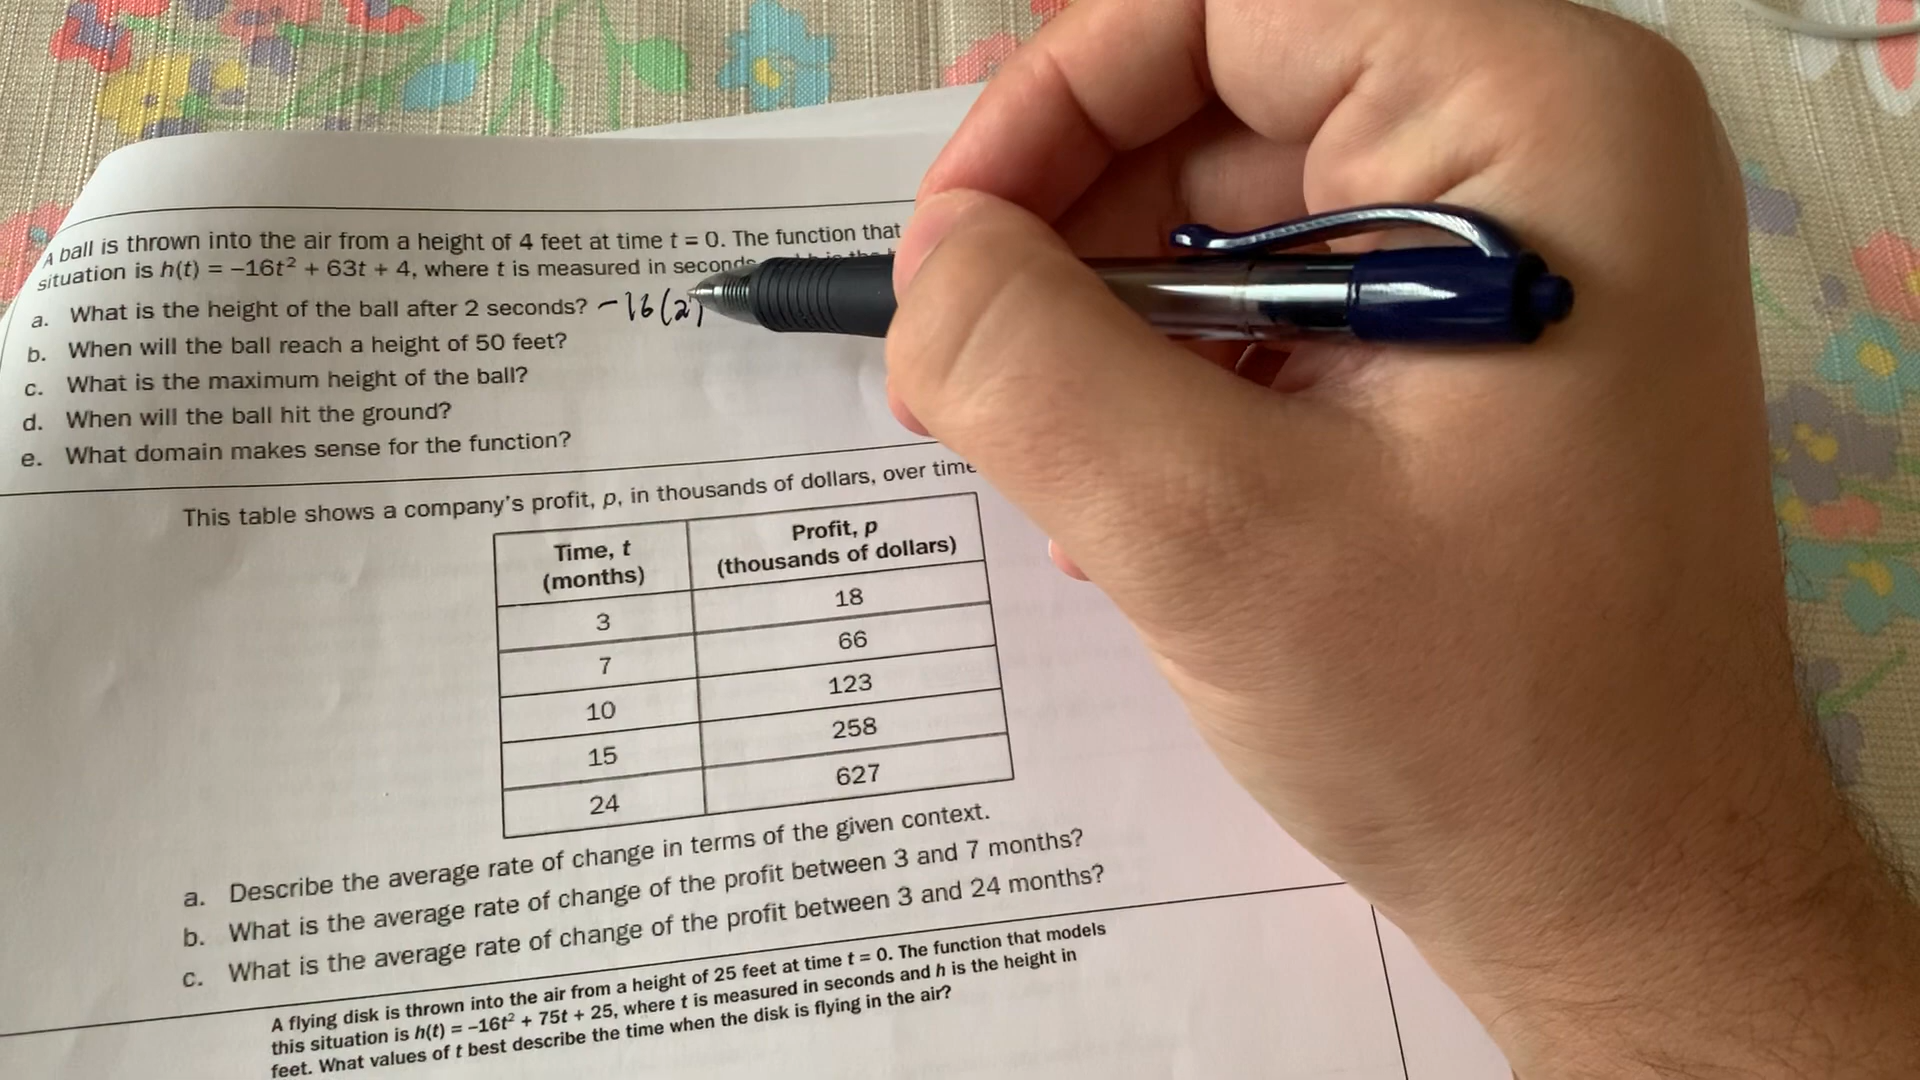 A ball is thrown into the air from a height of 4 feet at time t = 0. The function that
situation is h(t) = −16t² + 63t + 4, where t is measured in seconds
a. What is the height of the ball after 2 seconds? −16(2)
b. When will the ball reach a height of 50 feet?
c. What is the maximum height of the ball?
d. When will the ball hit the ground?
e. What domain makes sense for the function?
This table shows a company's profit, p, in thousands of dollars, over time
Time, t (months) Profit, p (thousands of dollars)
3 18
7 66
10 123
15 258
24 627
a. Describe the average rate of change in terms of the given context.
b. What is the average rate of change of the profit between 3 and 7 months?
c. What is the average rate of change of the profit between 3 and 24 months?
A flying disk is thrown into the air from a height of 25 feet at time t = 0. The function that models
this situation is h(t) = −16t² + 75t + 25, where t is measured in seconds and h is the height in
feet. What values of t best describe the time when the disk is flying in the air?